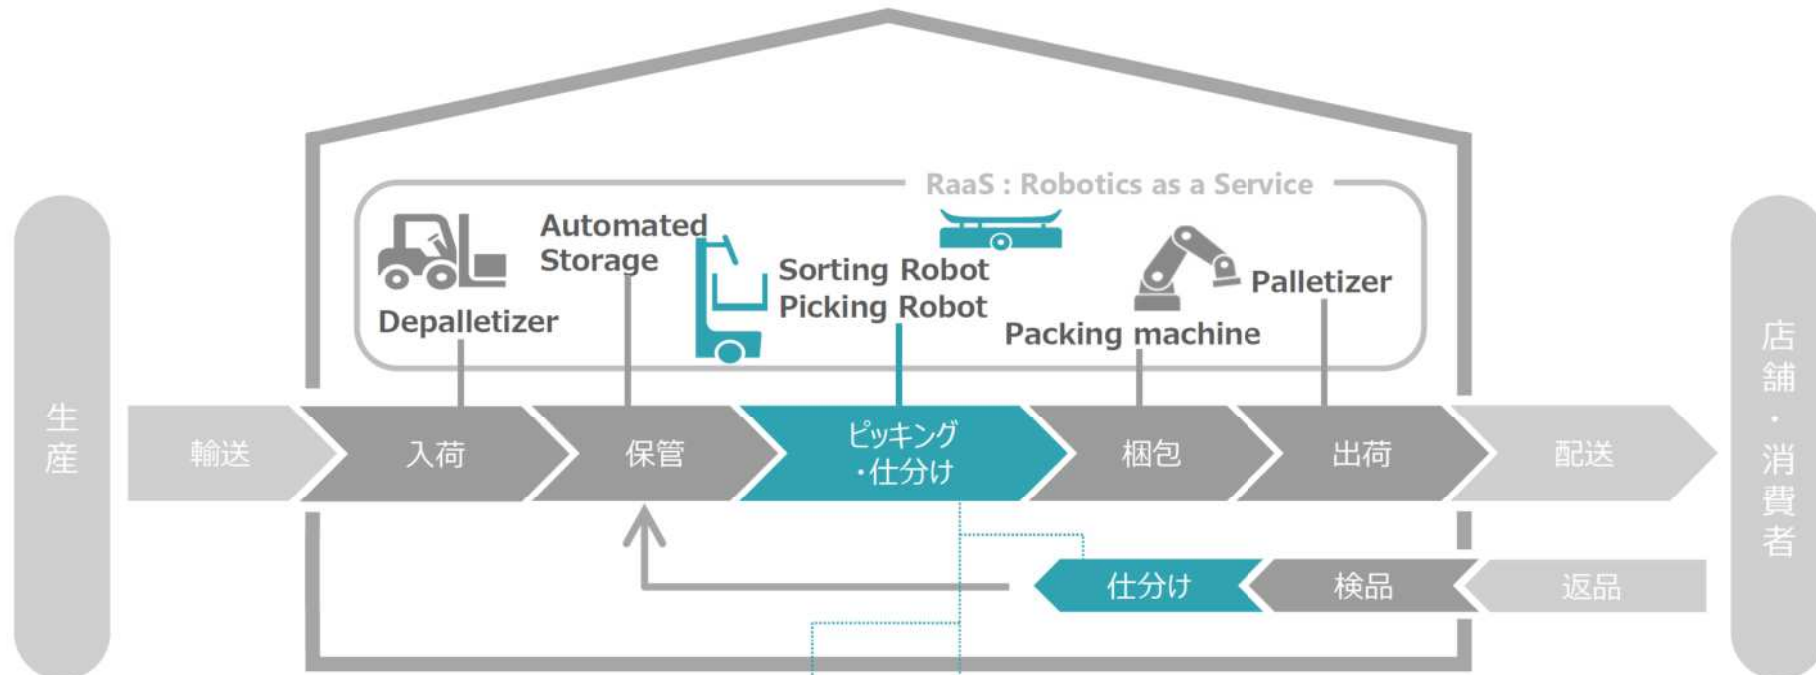 RaaS : Robotics as a Service
Automated
Storage
Sorting Robot
Picking Robot
Depalletizer
Packing machine
Palletizer
生産
輸送
入荷
保管
ピッキング
・仕分け
梱包
出荷
配送
店舗・消費者
仕分け
検品
返品